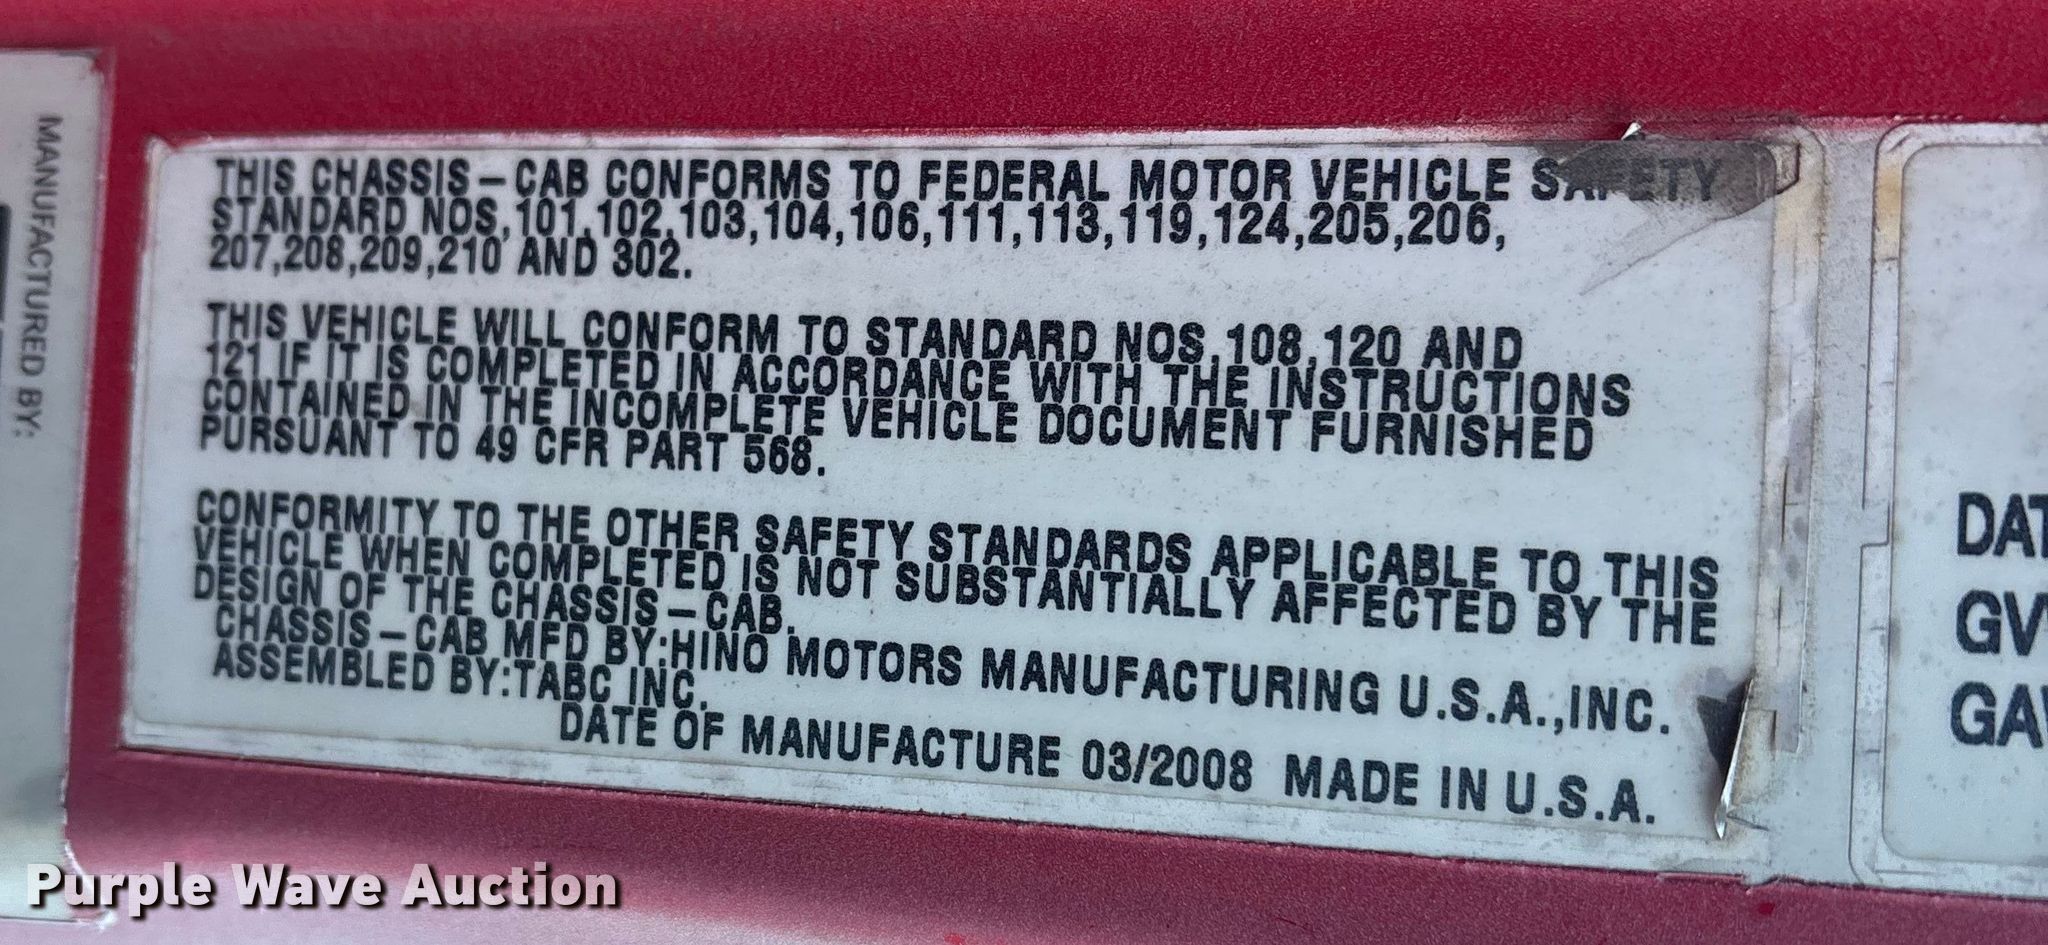 MANUFACTURED BY:
THIS CHASSIS-CAB CONFORMS TO FEDERAL MOTOR VEHICLE SAFETY
STANDARD NOS,101,102,103,104,106,111,113,119,124,205,206,
207,208,209,210 AND 302.
THIS VEHICLE WILL CONFORM TO STANDARD NOS,108,120 AND
121 IF IT IS COMPLETED IN ACCORDANCE WITH THE INSTRUCTIONS
CONTAINED IN THE INCOMPLETE VEHICLE DOCUMENT FURNISHED
PURSUANT TO 49 CFR PART 568.
CONFORMITY TO THE OTHER SAFETY STANDARDS APPLICABLE TO THIS
VEHICLE WHEN COMPLETED IS NOT SUBSTANTIALLY AFFECTED BY THE
DESIGN OF THE CHASSIS-CAB.
CHASSIS-CAB MFD BY:HINO MOTORS MANUFACTURING U.S.A.,INC.
ASSEMBLED BY:TABC INC.
DATE OF MANUFACTURE 03/2008 MADE IN U.S.A.
Purple Wave Auction